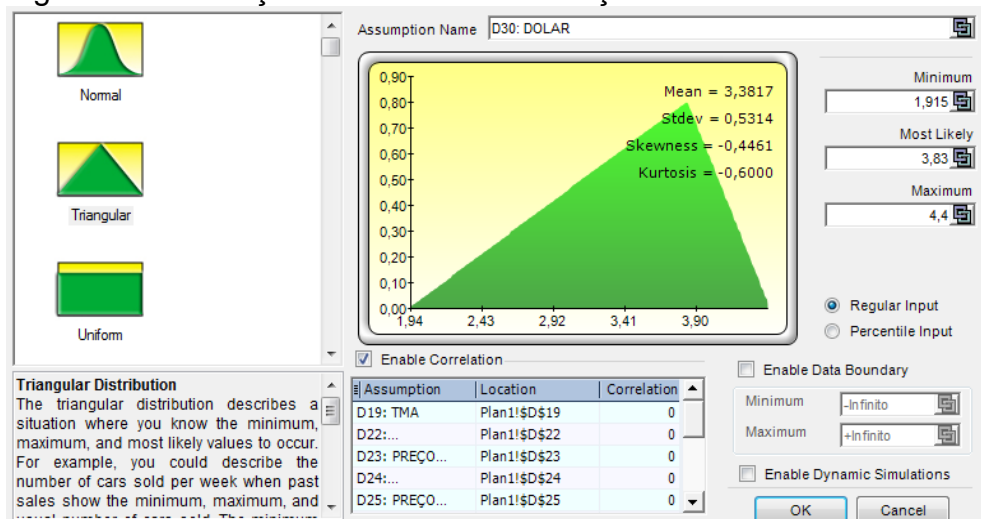 Assumption Name D30: DOLAR
Normal
Triangular
Uniform
0,90
0,80
0,70
0,60
0,50
0,40
0,30
0,20
0,10
0,00
1,94 2,43 2,92 3,41 3,90
Mean = 3,3817
Stdev = 0,5314
Skewness = -0,4461
Kurtosis = -0,6000
Minimum
1,915
Most Likely
3,83
Maximum
4,4
Regular Input
Percentile Input
Triangular Distribution
The triangular distribution describes a
situation where you know the minimum,
maximum, and most likely values to occur.
For example, you could describe the
number of cars sold per week when past
sales show the minimum, maximum, and
Enable Correlation
Assumption Location Correlation
D19: TMA Plan1!$D$19 0
D22:... Plan1!$D$22 0
D23: PREÇO... Plan1!$D$23 0
D24:... Plan1!$D$24 0
D25: PREÇO... Plan1!$D$25 0
Enable Data Boundary
Minimum -Infinito
Maximum +Infinito
Enable Dynamic Simulations
OK Cancel